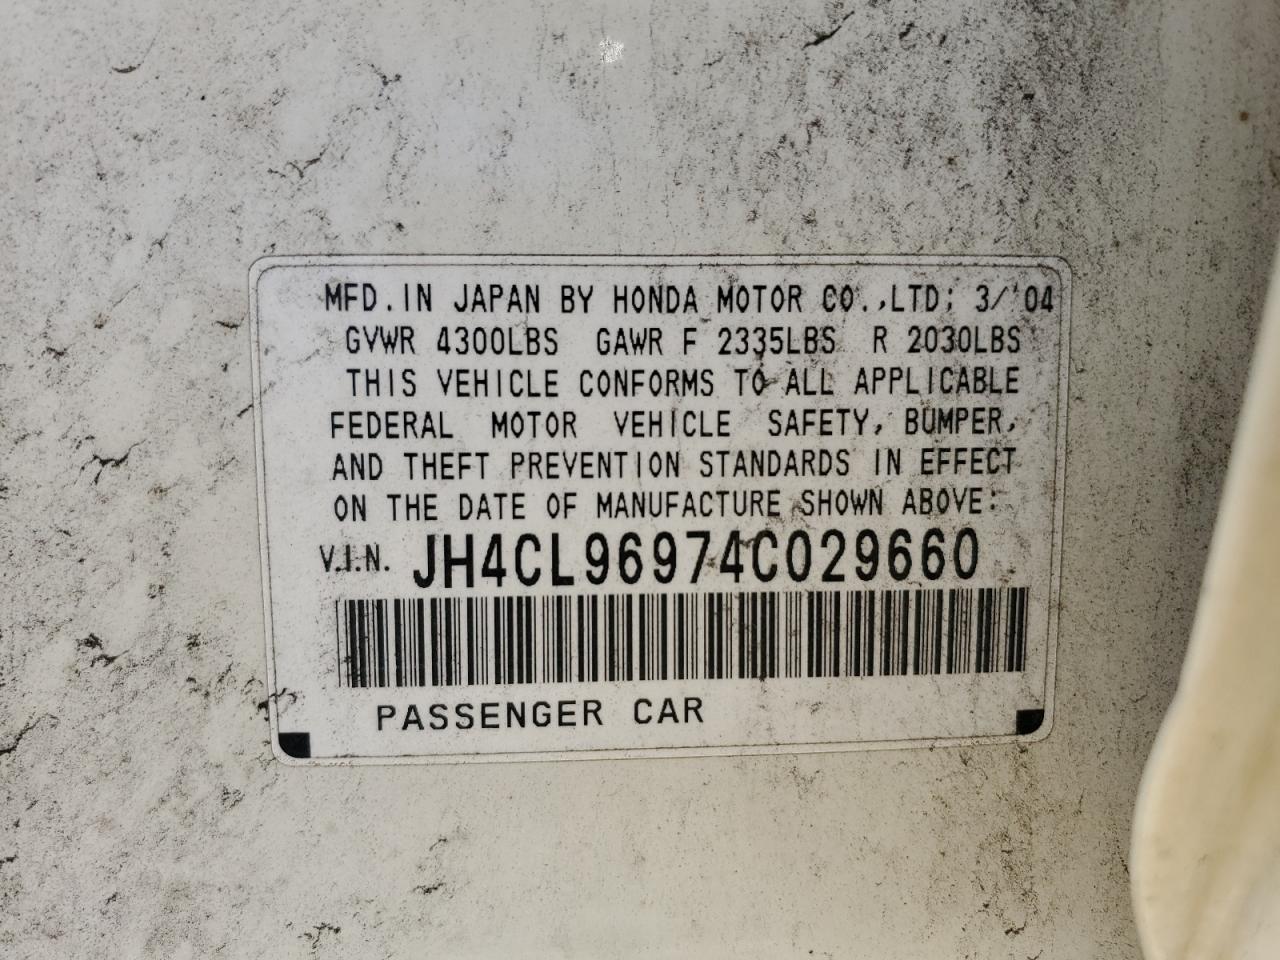 MFD.IN JAPAN BY HONDA MOTOR CO.,LTD; 3/'04
GVWR 4300LBS GAWR F 2335LBS R 2030LBS
THIS VEHICLE CONFORMS TO ALL APPLICABLE
FEDERAL MOTOR VEHICLE SAFETY, BUMPER,
AND THEFT PREVENTION STANDARDS IN EFFECT
ON THE DATE OF MANUFACTURE SHOWN ABOVE:
V.I.N. JH4CL96974C029660
PASSENGER CAR